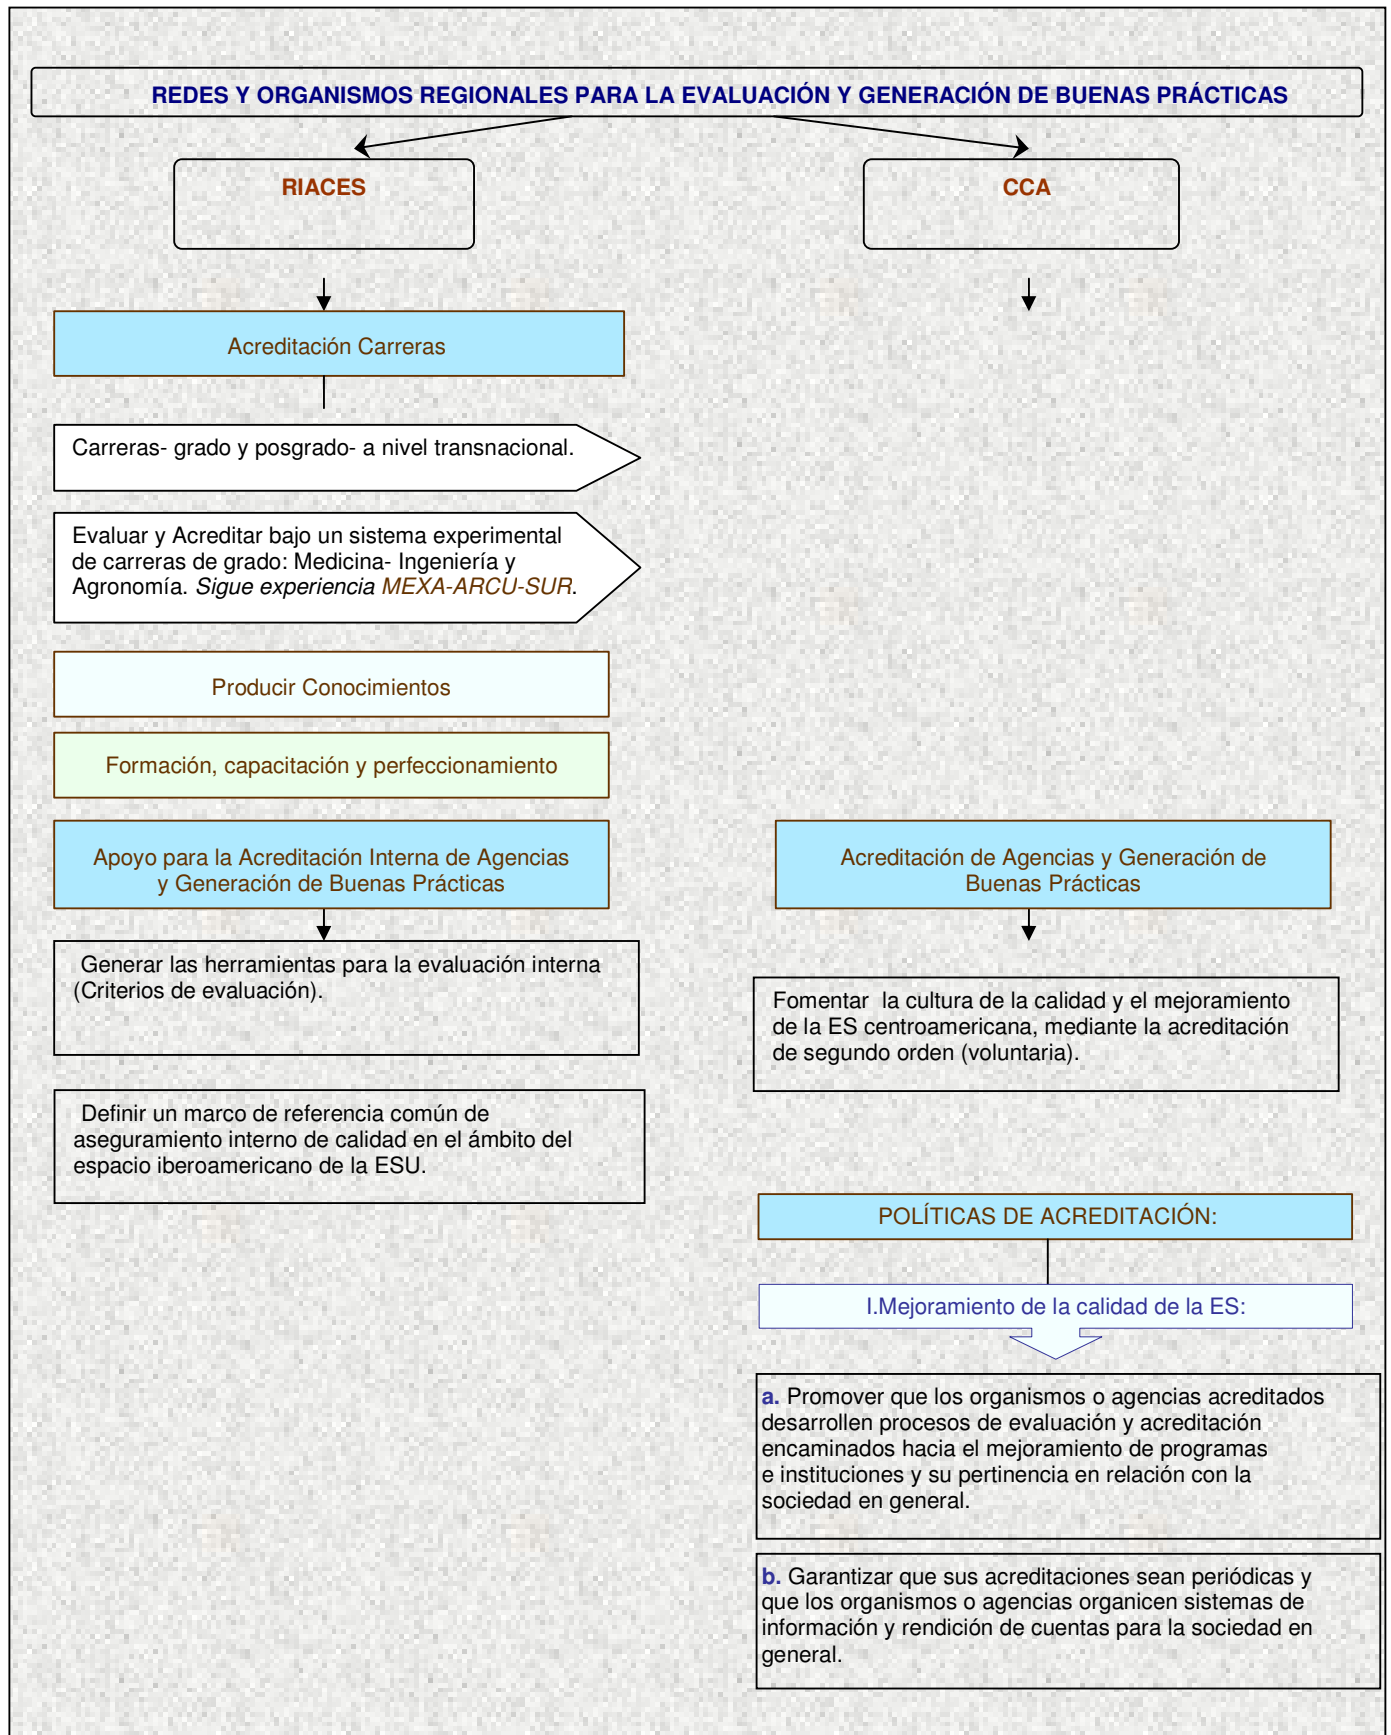 REDES Y ORGANISMOS REGIONALES PARA LA EVALUACIÓN Y GENERACIÓN DE BUENAS PRÁCTICAS
RIACES
CCA
Acreditación Carreras
Carreras- grado y posgrado- a nivel transnacional.
Evaluar y Acreditar bajo un sistema experimental
de carreras de grado: Medicina- Ingeniería y
Agronomía. Sigue experiencia MEXA-ARCU-SUR.
Producir Conocimientos
Formación, capacitación y perfeccionamiento
Apoyo para la Acreditación Interna de Agencias
y Generación de Buenas Prácticas
Generar las herramientas para la evaluación interna
(Criterios de evaluación).
Definir un marco de referencia común de
aseguramiento interno de calidad en el ámbito del
espacio iberoamericano de la ESU.
Acreditación de Agencias y Generación de
Buenas Prácticas
Fomentar  la cultura de la calidad y el mejoramiento
de la ES centroamericana, mediante la acreditación
de segundo orden (voluntaria).
POLÍTICAS DE ACREDITACIÓN:
I.Mejoramiento de la calidad de la ES:
a. Promover que los organismos o agencias acreditados
desarrollen procesos de evaluación y acreditación
encaminados hacia el mejoramiento de programas
e instituciones y su pertinencia en relación con la
sociedad en general.
b. Garantizar que sus acreditaciones sean periódicas y
que los organismos o agencias organicen sistemas de
información y rendición de cuentas para la sociedad en
general.